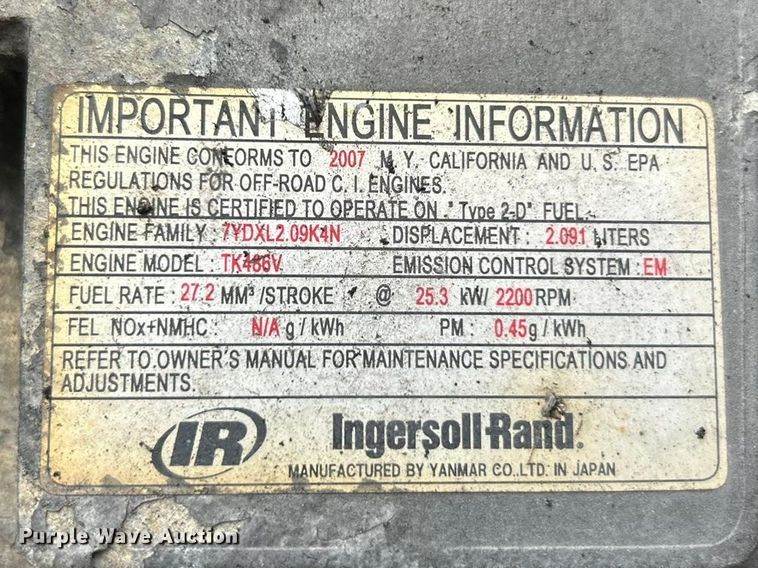 IMPORTANT ENGINE INFORMATION
THIS ENGINE CONFORMS TO 2007 M.Y. CALIFORNIA AND U.S. EPA
REGULATIONS FOR OFF-ROAD C.I. ENGINES.
THIS ENGINE IS CERTIFIED TO OPERATE ON "Type 2-D" FUEL.
ENGINE FAMILY : 7YDXL2.09K4N DISPLACEMENT : 2.091 LITERS
ENGINE MODEL : TK486V EMISSION CONTROL SYSTEM : EM
FUEL RATE : 27.2 MM³/STROKE @ 25.3 kW/ 2200 RPM
FEL NOx+NMHC : N/A g / kWh PM : 0.45 g / kWh
REFER TO OWNER'S MANUAL FOR MAINTENANCE SPECIFICATIONS AND
ADJUSTMENTS.
IR Ingersoll-Rand.
MANUFACTURED BY YANMAR CO.,LTD. IN JAPAN
Purple Wave Auction